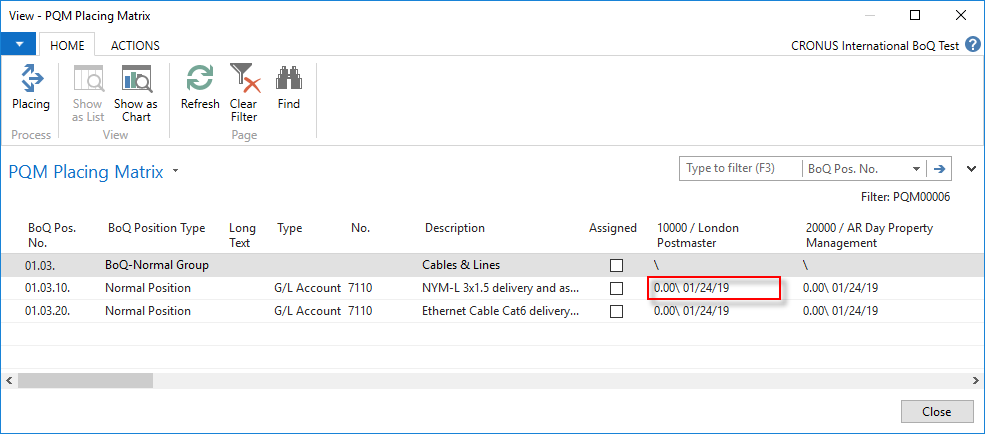 View - PQM Placing Matrix
HOME ACTIONS CRONUS International BoQ Test ?
Placing Show as List Show as Chart Refresh Clear Filter Find
Process View Page
PQM Placing Matrix Type to filter (F3) BoQ Pos. No.
Filter: PQM00006
BoQ Pos. No. BoQ Position Type Long Text Type No. Description Assigned 10000 / London Postmaster 20000 / AR Day Property Management
01.03. BoQ-Normal Group Cables & Lines \ \
01.03.10. Normal Position G/L Account 7110 NYM-L 3x1.5 delivery and as... 0.00\ 01/24/19 0.00\ 01/24/19
01.03.20. Normal Position G/L Account 7110 Ethernet Cable Cat6 delivery... 0.00\ 01/24/19 0.00\ 01/24/19
Close